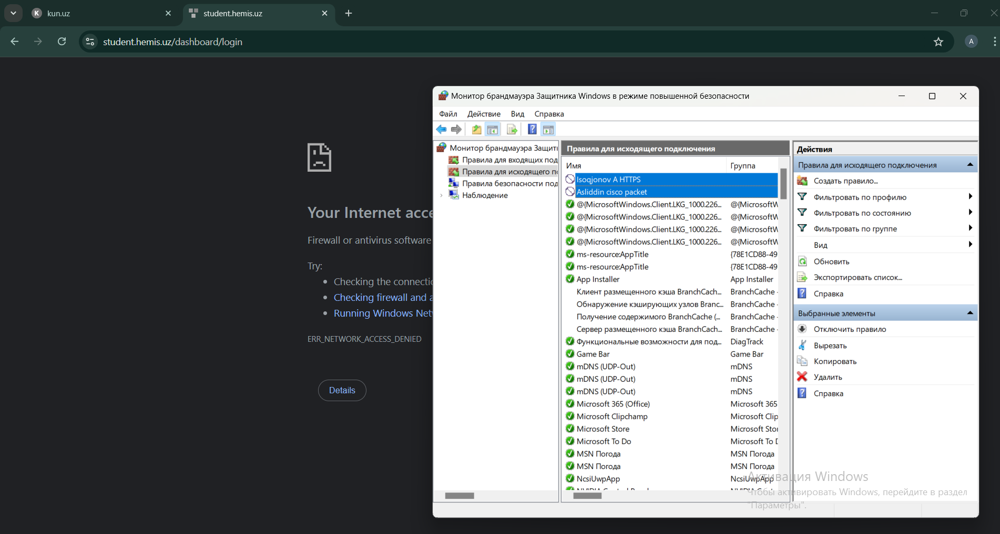 K kun.uz
student.hemis.uz
student.hemis.uz/dashboard/login
A
Your Internet acce
Firewall or antivirus software
Try:
Checking the connectio
Checking firewall and a
Running Windows Net
ERR_NETWORK_ACCESS_DENIED
Details
Монитор брандмауэра Защитника Windows в режиме повышенной безопасности
Файл Действие Вид Справка
Монитор брандмауэра Защит
Правила для входящих под
Правила для исходящего п
Правила безопасности под
Наблюдение
Правила для исходящего подключения
Имя Группа
Isoqjonov A HTTPS
Asliddin cisco packet
@{MicrosoftWindows.Client.LKG_1000.226... @{MicrosoftW
@{MicrosoftWindows.Client.LKG_1000.226... @{MicrosoftW
@{MicrosoftWindows.Client.LKG_1000.226... @{MicrosoftW
@{MicrosoftWindows.Client.LKG_1000.226... @{MicrosoftW
ms-resource:AppTitle {78E1CD88-49
ms-resource:AppTitle {78E1CD88-49
App Installer App Installer
Клиент размещенного кэша BranchCach... BranchCache -
Обнаружение кэширующих узлов Branc... BranchCache -
Получение содержимого BranchCache (... BranchCache -
Сервер размещенного кэша BranchCach... BranchCache -
Функциональные возможности для под... DiagTrack
Game Bar Game Bar
mDNS (UDP-Out) mDNS
mDNS (UDP-Out) mDNS
mDNS (UDP-Out) mDNS
Microsoft 365 (Office) Microsoft 365
Microsoft Clipchamp Microsoft Clip
Microsoft Store Microsoft Stor
Microsoft To Do Microsoft To D
MSN Погода MSN Погода
MSN Погода MSN Погода
NcsiUwpApp NcsiUwpApp
Действия
Правила для исходящего подключения
Создать правило...
Фильтровать по профилю
Фильтровать по состоянию
Фильтровать по группе
Вид
Обновить
Экспортировать список...
Справка
Выбранные элементы
Отключить правило
Вырезать
Копировать
Удалить
Справка
Активация Windows
Чтобы активировать Windows, перейдите в раздел
"Параметры".